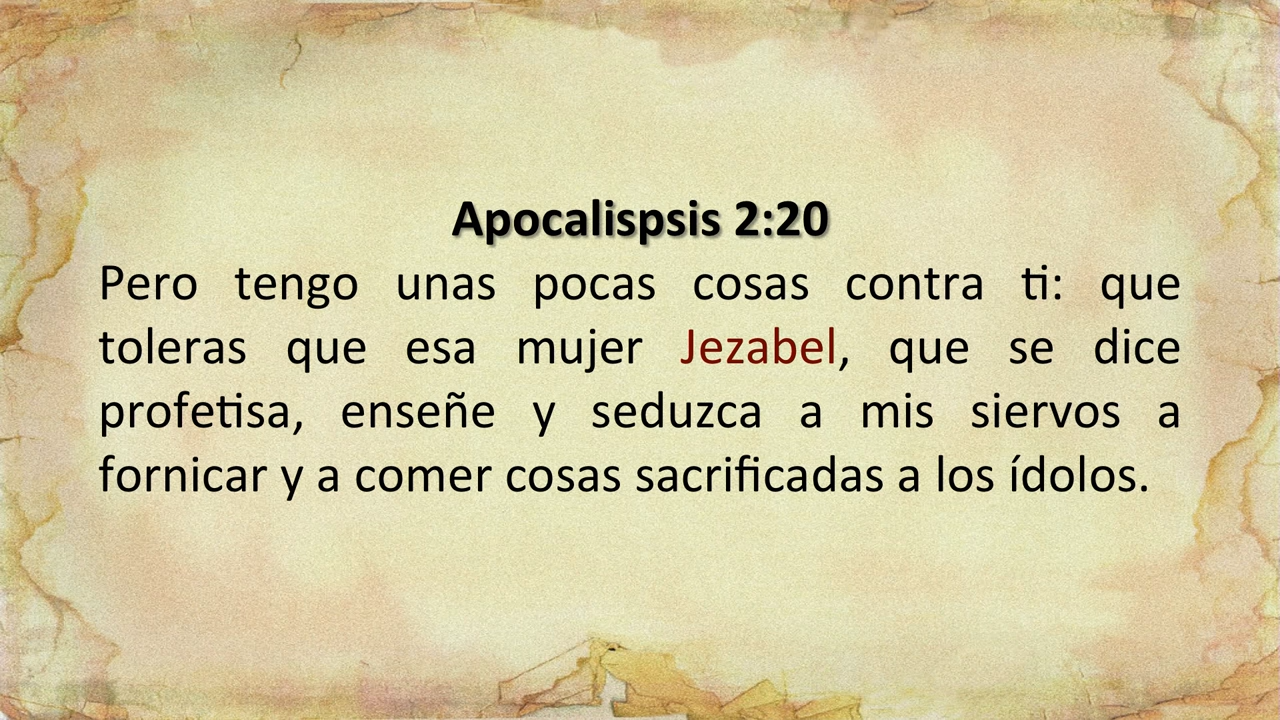 Apocalispsis 2:20
Pero tengo unas pocas cosas contra ti: que
toleras que esa mujer Jezabel, que se dice
profetisa, enseñe y seduzca a mis siervos a
fornicar y a comer cosas sacrificadas a los ídolos.